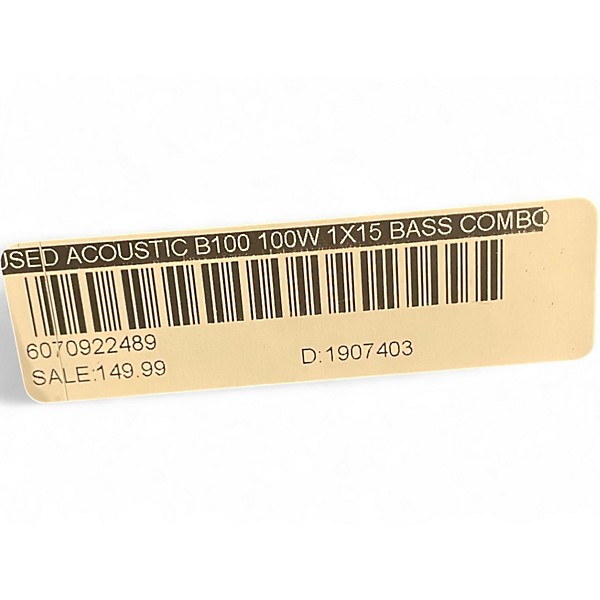 USED ACOUSTIC B100 100W 1X15 BASS COMBO
6070922489
SALE:149.99
D:1907403